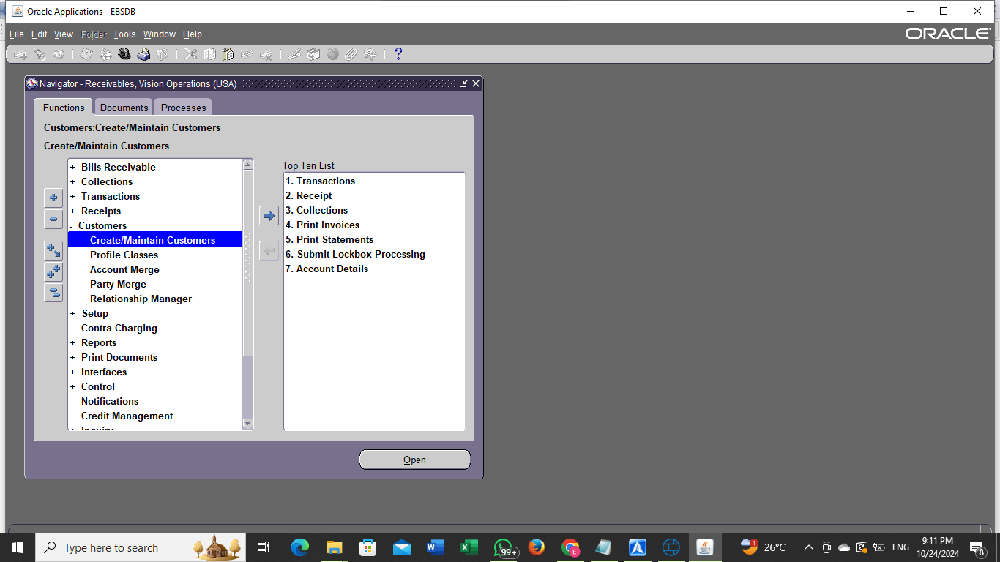 Oracle Applications - EBSDB
File Edit View Folder Tools Window Help
ORACLE
Navigator - Receivables, Vision Operations (USA)
Functions Documents Processes
Customers:Create/Maintain Customers
Create/Maintain Customers
+ Bills Receivable
+ Collections
+ Transactions
+ Receipts
- Customers
Create/Maintain Customers
Profile Classes
Account Merge
Party Merge
Relationship Manager
+ Setup
Contra Charging
+ Reports
+ Print Documents
+ Interfaces
+ Control
Notifications
Credit Management
+ Inquiry
Top Ten List
1. Transactions
2. Receipt
3. Collections
4. Print Invoices
5. Print Statements
6. Submit Lockbox Processing
7. Account Details
Open
Type here to search
99+
E
1
26°C
ENG
9:11 PM
10/24/2024
8